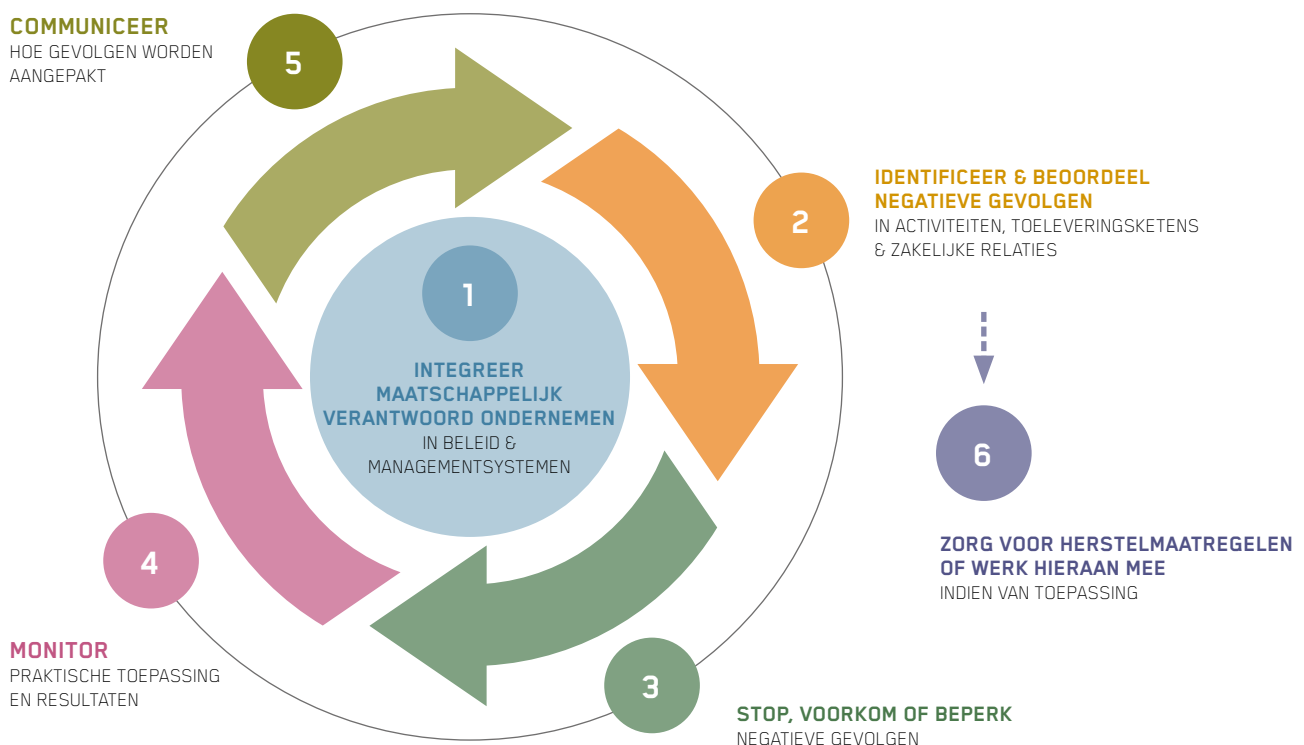 COMMUNICEER
HOE GEVOLGEN WORDEN
AANGEPAKT
5
2
IDENTIFICEER & BEOORDEEL
NEGATIEVE GEVOLGEN
IN ACTIVITEITEN, TOELEVERINGSKETENS
& ZAKELIJKE RELATIES
1
INTEGREER
MAATSCHAPPELIJK
VERANTWOORD ONDERNEMEN
IN BELEID &
MANAGEMENTSYSTEMEN
6
ZORG VOOR HERSTELMAATREGELEN
OF WERK HIERAAN MEE
INDIEN VAN TOEPASSING
4
MONITOR
PRAKTISCHE TOEPASSING
EN RESULTATEN
3
STOP, VOORKOM OF BEPERK
NEGATIEVE GEVOLGEN